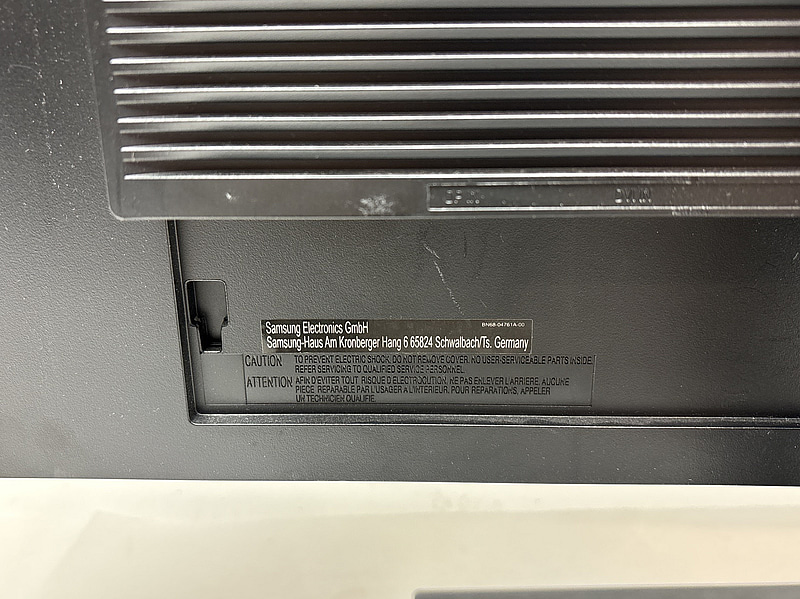 BN68-04761A-00
Samsung Electronics GmbH
Samsung-Haus Am Kronberger Hang 6 65824 Schwalbach/Ts. Germany
CAUTION TO PREVENT ELECTRIC SHOCK, DO NOT REMOVE COVER. NO USER-SERVICEABLE PARTS INSIDE.
REFER SERVICING TO QUALIFIED SERVICE PERSONNEL.
ATTENTION AFIN D'EVITER TOUT RISQUE D'ELECTROCUTION, NE PAS ENLEVER L'ARRIERE. AUCUNE
PIECE REPARABLE PAR L'USAGER A L'INTERIEUR. POUR REPARATIONS, APPELER
UN TECHNICIEN QUALIFIE.